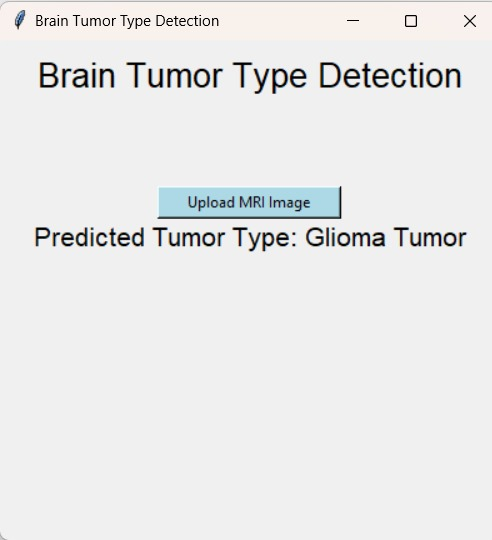 Brain Tumor Type Detection
Brain Tumor Type Detection
Upload MRI Image
Predicted Tumor Type: Glioma Tumor